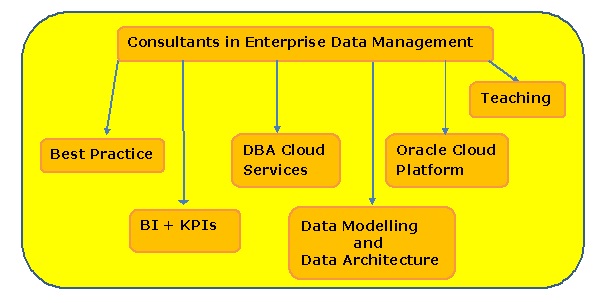 Consultants in Enterprise Data Management
Teaching
Best Practice
DBA Cloud
Services
Oracle Cloud
Platform
BI + KPIs
Data Modelling
and
Data Architecture